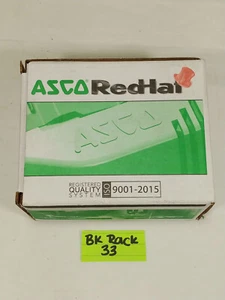 ASCO® RedHat
ASCO
REGISTERED
QUALITY
SYSTEM
ISO
9001-2015
BK Rack
33